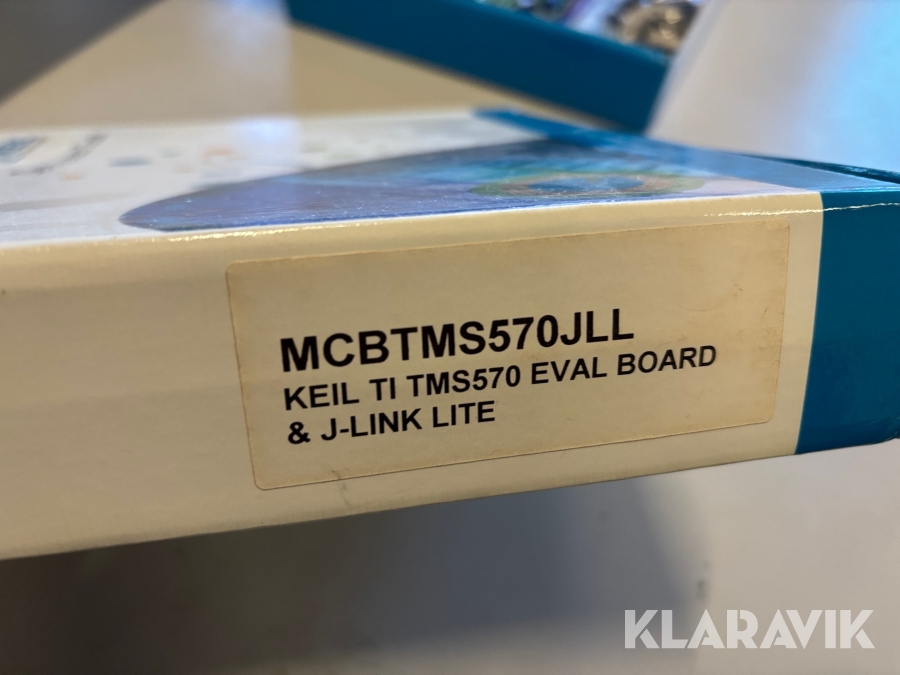 MCBTMS570JLL
KEIL TI TMS570 EVAL BOARD
& J-LINK LITE
KLARAVIK